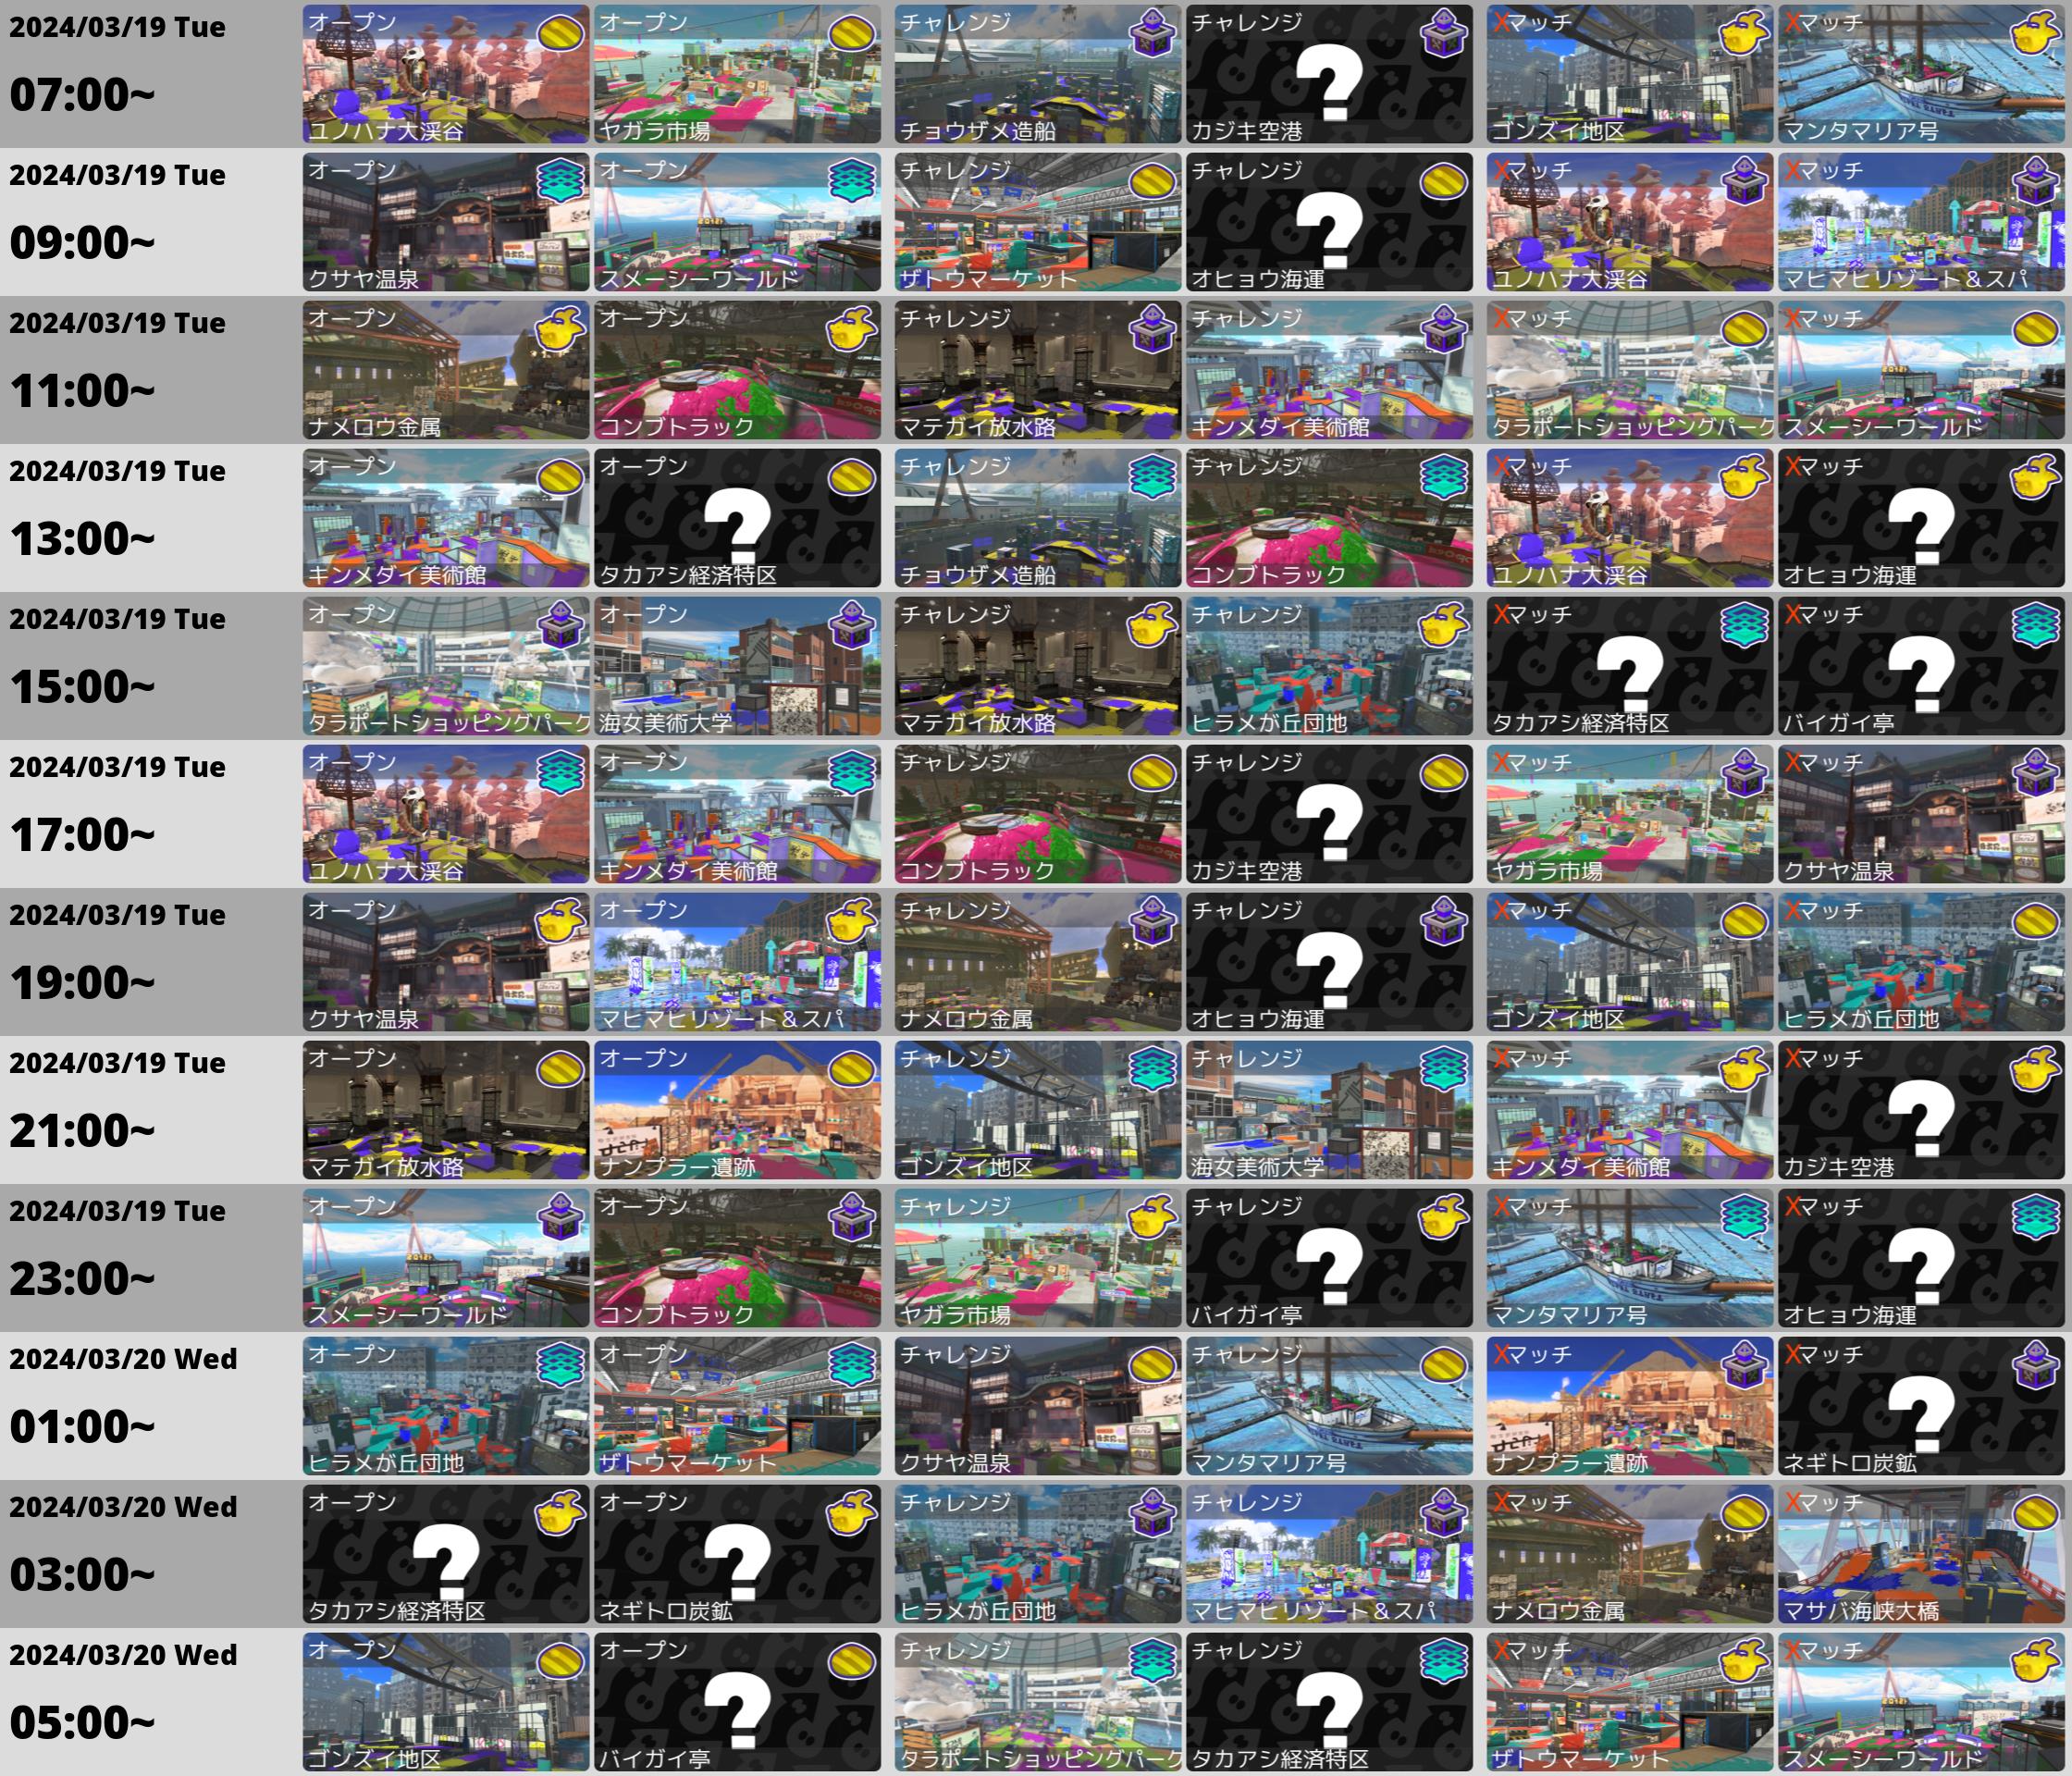 2024/03/19 Tue
07:00~
オープン
ユノハナ大渓谷
オープン
ヤガラ市場
チャレンジ
チョウザメ造船
チャレンジ
カジキ空港
Xマッチ
ゴンズイ地区
Xマッチ
マンタマリア号
2024/03/19 Tue
09:00~
オープン
クサヤ温泉
オープン
スメーシーワールド
チャレンジ
ザトウマーケット
チャレンジ
オヒョウ海運
Xマッチ
ユノハナ大渓谷
Xマッチ
マヒマヒリゾート&スパ
2024/03/19 Tue
11:00~
オープン
ナメロウ金属
オープン
コンブトラック
チャレンジ
マテガイ放水路
チャレンジ
キンメダイ美術館
Xマッチ
タラポートショッピングパーク
Xマッチ
スメーシーワールド
2024/03/19 Tue
13:00~
オープン
キンメダイ美術館
オープン
タカアシ経済特区
チャレンジ
チョウザメ造船
チャレンジ
コンブトラック
Xマッチ
ユノハナ大渓谷
Xマッチ
オヒョウ海運
2024/03/19 Tue
15:00~
オープン
タラポートショッピングパーク
オープン
海女美術大学
チャレンジ
マテガイ放水路
チャレンジ
ヒラメが丘団地
Xマッチ
タカアシ経済特区
Xマッチ
バイガイ亭
2024/03/19 Tue
17:00~
オープン
ユノハナ大渓谷
オープン
キンメダイ美術館
チャレンジ
コンブトラック
チャレンジ
カジキ空港
Xマッチ
ヤガラ市場
Xマッチ
クサヤ温泉
2024/03/19 Tue
19:00~
オープン
クサヤ温泉
オープン
マヒマヒリゾート&スパ
チャレンジ
ナメロウ金属
チャレンジ
オヒョウ海運
Xマッチ
ゴンズイ地区
Xマッチ
ヒラメが丘団地
2024/03/19 Tue
21:00~
オープン
マテガイ放水路
オープン
ナンプラー遺跡
チャレンジ
ゴンズイ地区
チャレンジ
海女美術大学
Xマッチ
キンメダイ美術館
Xマッチ
カジキ空港
2024/03/19 Tue
23:00~
オープン
スメーシーワールド
オープン
コンブトラック
チャレンジ
ヤガラ市場
チャレンジ
バイガイ亭
Xマッチ
マンタマリア号
Xマッチ
オヒョウ海運
2024/03/20 Wed
01:00~
オープン
ヒラメが丘団地
オープン
ザトウマーケット
チャレンジ
クサヤ温泉
チャレンジ
マンタマリア号
Xマッチ
ナンプラー遺跡
Xマッチ
ネギトロ炭鉱
2024/03/20 Wed
03:00~
オープン
タカアシ経済特区
オープン
ネギトロ炭鉱
チャレンジ
ヒラメが丘団地
チャレンジ
マヒマヒリゾート&スパ
Xマッチ
ナメロウ金属
Xマッチ
マサバ海峡大橋
2024/03/20 Wed
05:00~
オープン
ゴンズイ地区
オープン
バイガイ亭
チャレンジ
タラポートショッピングパーク
チャレンジ
タカアシ経済特区
Xマッチ
ザトウマーケット
Xマッチ
スメーシーワールド